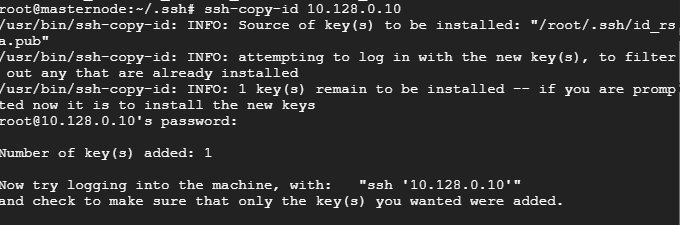 root@masternode:~/.ssh# ssh-copy-id 10.128.0.10
/usr/bin/ssh-copy-id: INFO: Source of key(s) to be installed: "/root/.ssh/id_rs
a.pub"
/usr/bin/ssh-copy-id: INFO: attempting to log in with the new key(s), to filter
 out any that are already installed
/usr/bin/ssh-copy-id: INFO: 1 key(s) remain to be installed -- if you are promp
ted now it is to install the new keys
root@10.128.0.10's password:
Number of key(s) added: 1
Now try logging into the machine, with:   "ssh '10.128.0.10'"
and check to make sure that only the key(s) you wanted were added.